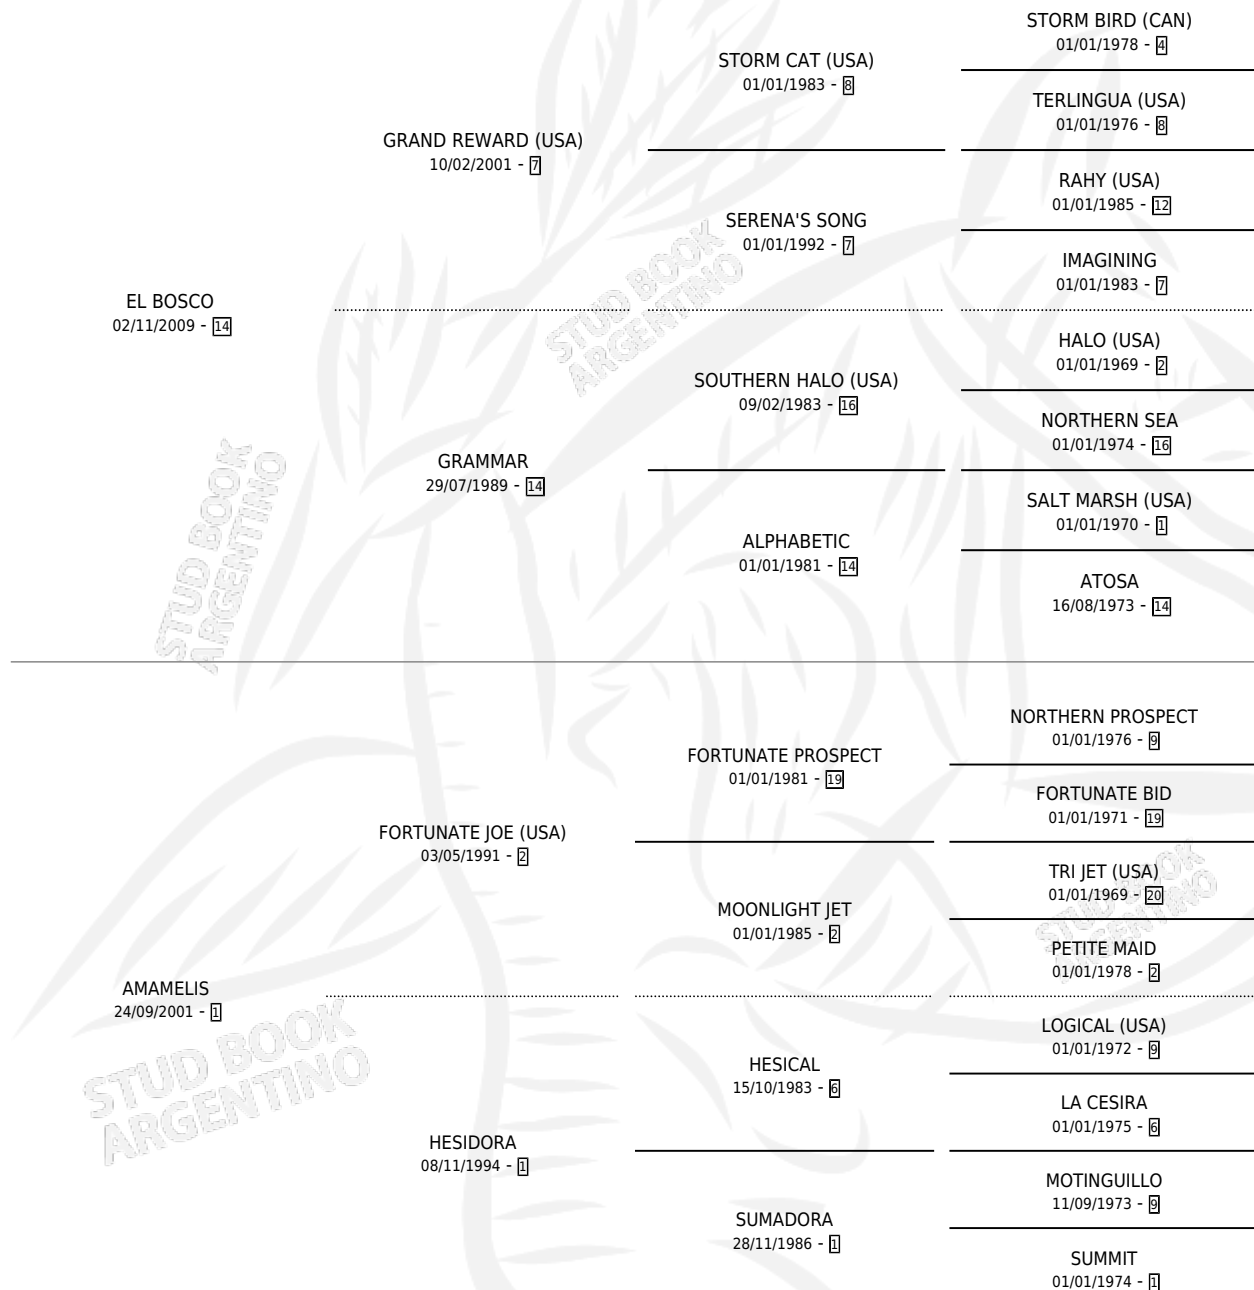 STORM BIRD (CAN)
01/01/1978 - 4
STORM CAT (USA)
01/01/1983 - 8
TERLINGUA (USA)
01/01/1976 - 8
GRAND REWARD (USA)
10/02/2001 - 7
RAHY (USA)
01/01/1985 - 12
SERENA'S SONG
01/01/1992 - 7
IMAGINING
01/01/1983 - 7
EL BOSCO
02/11/2009 - 14
HALO (USA)
01/01/1969 - 2
SOUTHERN HALO (USA)
09/02/1983 - 16
NORTHERN SEA
01/01/1974 - 16
GRAMMAR
29/07/1989 - 14
SALT MARSH (USA)
01/01/1970 - 1
ALPHABETIC
01/01/1981 - 14
ATOSA
16/08/1973 - 14
NORTHERN PROSPECT
01/01/1976 - 9
FORTUNATE PROSPECT
01/01/1981 - 19
FORTUNATE BID
01/01/1971 - 19
FORTUNATE JOE (USA)
03/05/1991 - 2
TRI JET (USA)
01/01/1969 - 20
MOONLIGHT JET
01/01/1985 - 2
PETITE MAID
01/01/1978 - 2
AMAMELIS
24/09/2001 - 1
LOGICAL (USA)
01/01/1972 - 9
HESICAL
15/10/1983 - 6
LA CESIRA
01/01/1975 - 6
HESIDORA
08/11/1994 - 1
MOTINGUILLO
11/09/1973 - 9
SUMADORA
28/11/1986 - 1
SUMMIT
01/01/1974 - 1
STUD BOOK
ARGENTINO
STUD BOOK
ARGENTINO
STUD BOOK
ARGENTINO
STUD BOOK
ARGENTINO